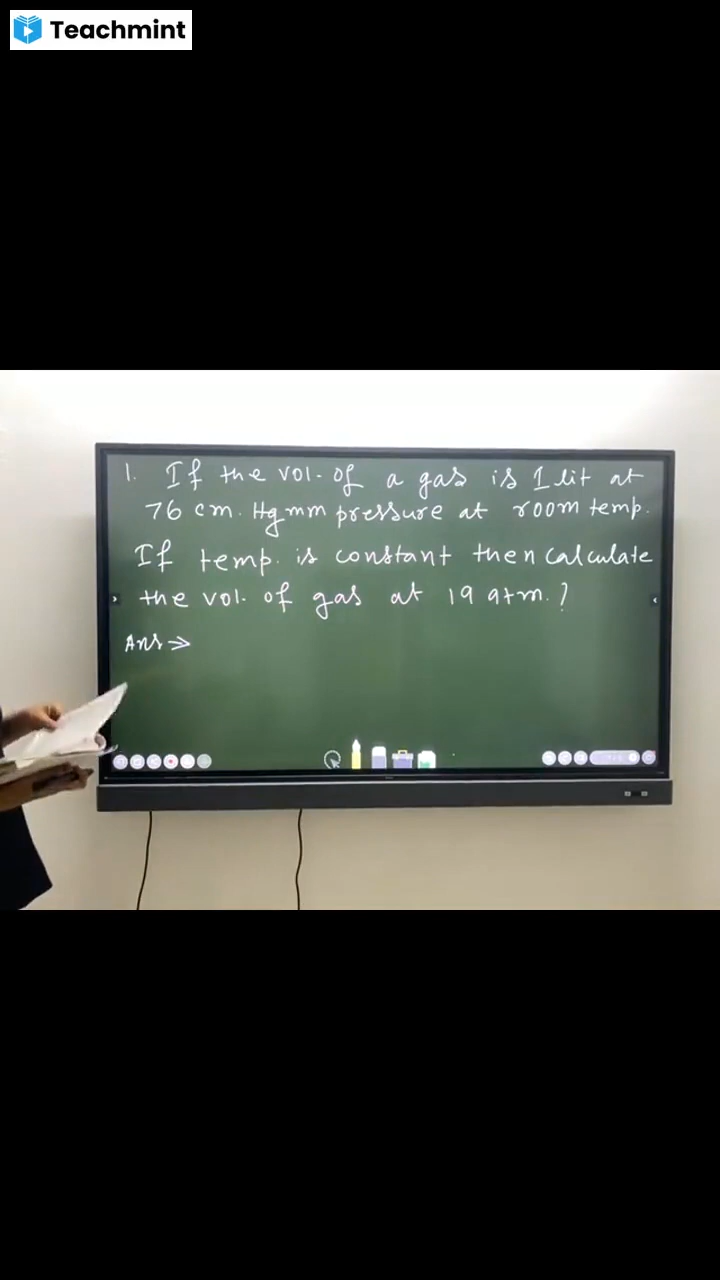 Teachmint
1. If the vol. of a gas is 1 lit at
76 cm. Hg mm pressure at room temp.
If temp. is constant then calculate
the vol. of gas at 19 atm. ?
Ans ⇒